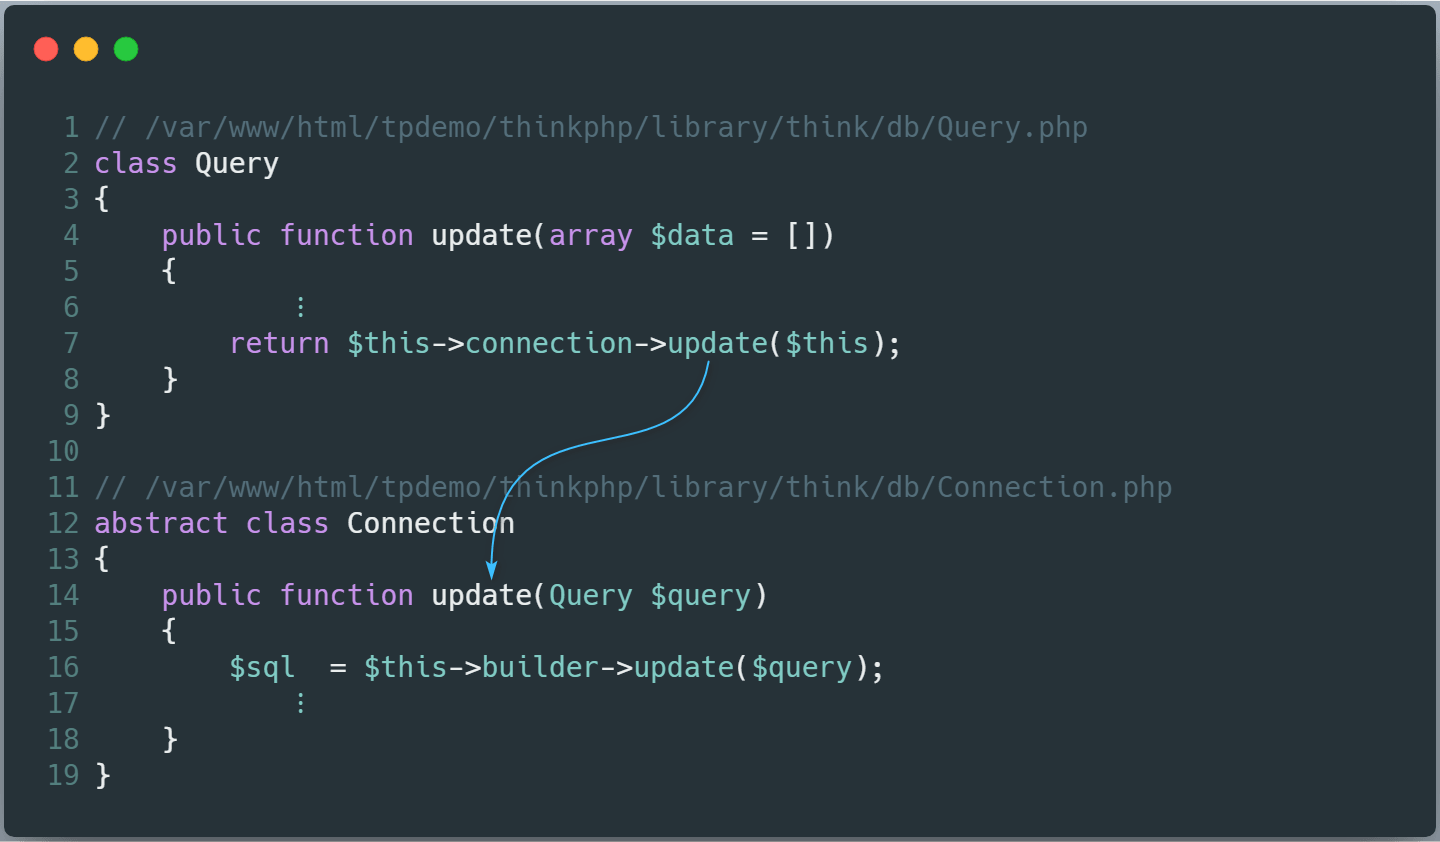 1 // /var/www/html/tpdemo/thinkphp/library/think/db/Query.php
2 class Query
3 {
4     public function update(array $data = [])
5     {
6             ⋮
7         return $this->connection->update($this);
8     }
9 }
10
11 // /var/www/html/tpdemo/thinkphp/library/think/db/Connection.php
12 abstract class Connection
13 {
14     public function update(Query $query)
15     {
16         $sql  = $this->builder->update($query);
17             ⋮
18     }
19 }